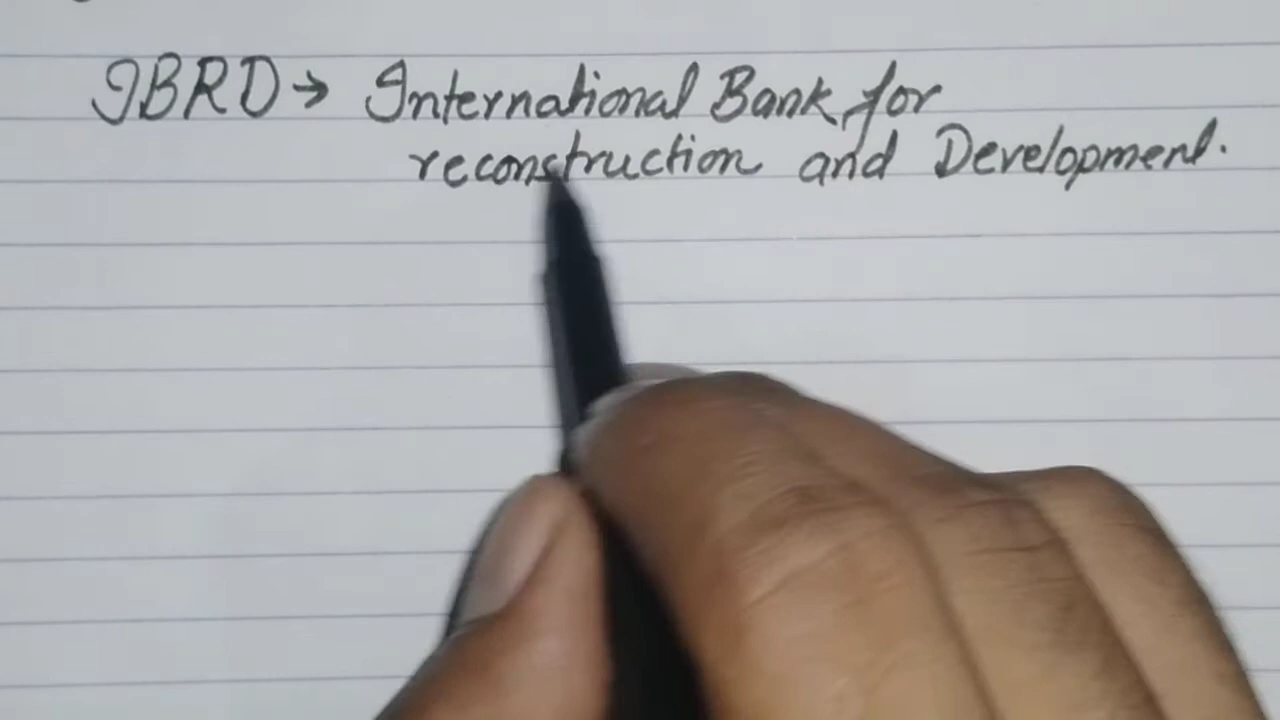 IBRD → International Bank for
reconstruction and Development.